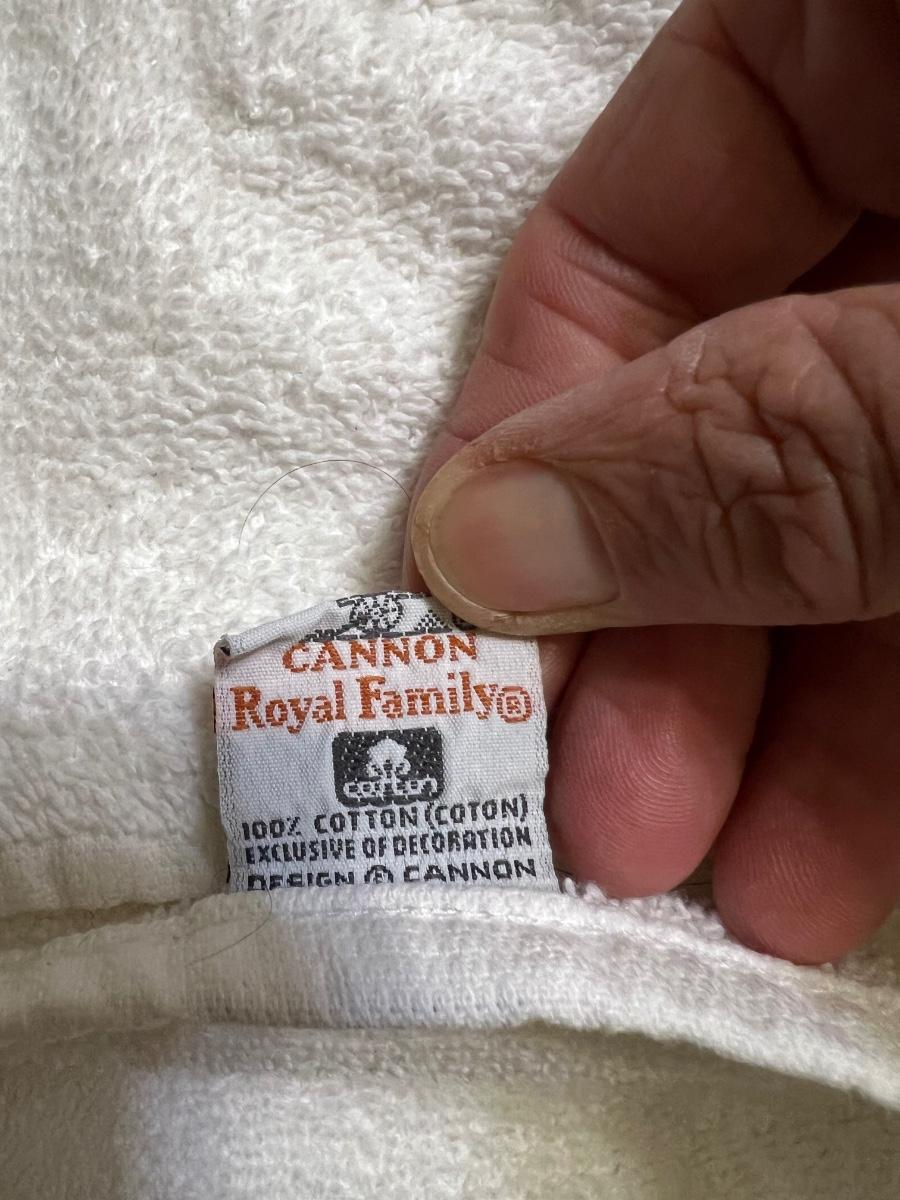 CANNON
Royal Family®
cotton
100% COTTON (COTON)
EXCLUSIVE OF DECORATION
DESIGN ® CANNON